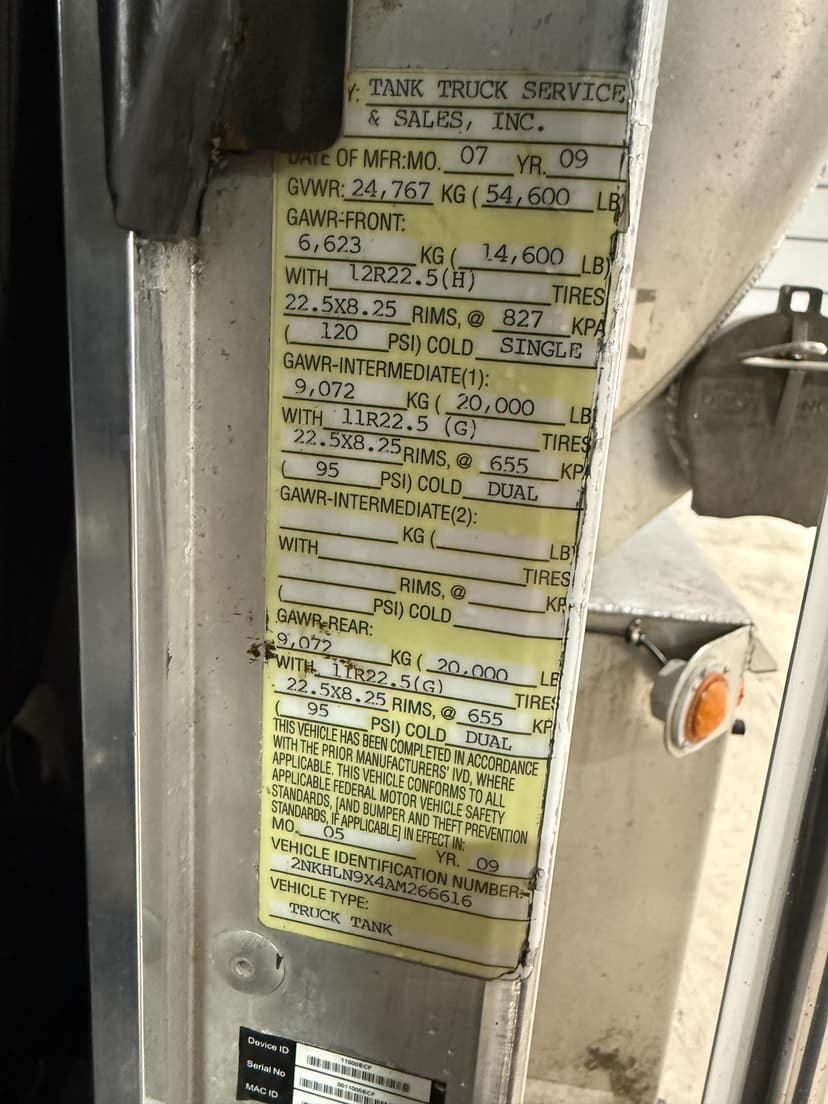 Y: TANK TRUCK SERVICE
& SALES, INC.
DATE OF MFR:MO. 07 YR. 09
GVWR: 24,767 KG ( 54,600 LB)
GAWR-FRONT:
6,623 KG ( 14,600 LB)
WITH 12R22.5(H) TIRES
22.5X8.25 RIMS, @ 827 KPA
( 120 PSI) COLD SINGLE
GAWR-INTERMEDIATE(1):
9,072 KG ( 20,000 LB
WITH 11R22.5 (G) TIRES
22.5X8.25 RIMS, @ 655 KPA
( 95 PSI) COLD DUAL
GAWR-INTERMEDIATE(2):
KG ( LB)
WITH TIRES
RIMS, @ KP
( PSI) COLD
GAWR-REAR:
9,072 KG ( 20,000 LB
WITH 11R22.5(G) TIRES
22.5X8.25 RIMS, @ 655 KP
( 95 PSI) COLD DUAL
THIS VEHICLE HAS BEEN COMPLETED IN ACCORDANCE
WITH THE PRIOR MANUFACTURERS' IVD, WHERE
APPLICABLE. THIS VEHICLE CONFORMS TO ALL
APPLICABLE FEDERAL MOTOR VEHICLE SAFETY
STANDARDS, [AND BUMPER AND THEFT PREVENTION
STANDARDS, IF APPLICABLE] IN EFFECT IN:
MO. 05 YR. 09
VEHICLE IDENTIFICATION NUMBER:
2NKHLN9X4AM266616
VEHICLE TYPE:
TRUCK TANK
Device ID
Serial No
MAC ID